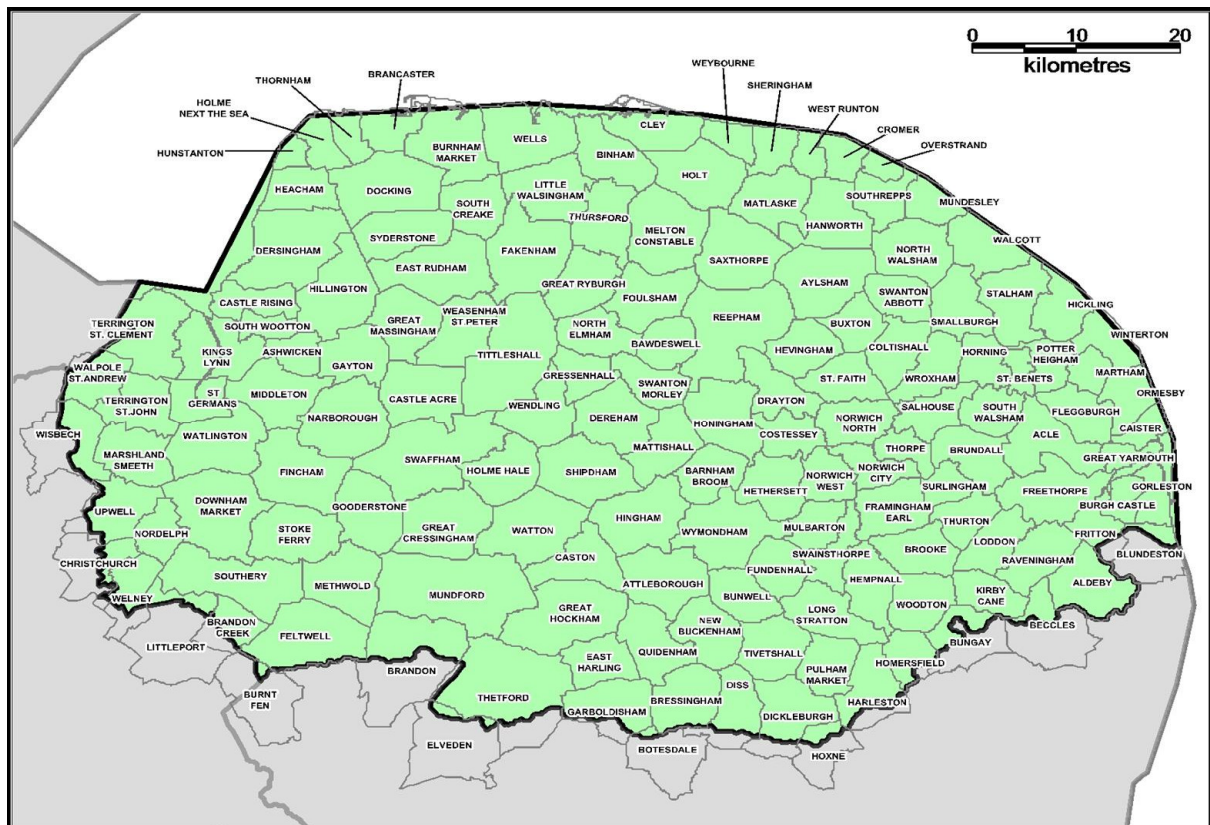 0 10 20
kilometres
WEYBOURNE
BRANCASTER
SHERINGHAM
THORNHAM
HOLME
NEXT THE SEA
WEST RUNTON
CROMER
OVERSTRAND
HUNSTANTON
CLEY
WELLS
BURNHAM
MARKET
BINHAM
HOLT
HEACHAM
DOCKING
LITTLE
WALSINGHAM
SOUTH
CREAKE
SOUTHREPPS
MUNDESLEY
MATLASKE
THURSFORD
HANWORTH
MELTON
CONSTABLE
SYDERSTONE
WALCOTT
DERSINGHAM
FAKENHAM
NORTH
WALSHAM
SAXTHORPE
EAST RUDHAM
AYLSHAM
HILLINGTON
GREAT RYBURGH
SWANTON
ABBOTT
STALHAM
FOULSHAM
CASTLE RISING
HICKLING
WEASENHAM
ST.PETER
GREAT
MASSINGHAM
REEPHAM
TERRINGTON
ST. CLEMENT
SOUTH WOOTTON
NORTH
ELMHAM
BUXTON
SMALLBURGH
WINTERTON
BAWDESWELL
KINGS
LYNN
ASHWICKEN
TITTLESHALL
HEVINGHAM
COLTISHALL
HORNING
POTTER
HEIGHAM
WALPOLE
ST.ANDREW
GAYTON
GRESSENHALL
MARTHAM
ST. FAITH
WROXHAM
ST. BENETS
SWANTON
MORLEY
ST
GERMANS
MIDDLETON
ORMESBY
TERRINGTON
ST.JOHN
CASTLE ACRE
WENDLING
DRAYTON
SALHOUSE
SOUTH
WALSHAM
FLEGGBURGH
NARBOROUGH
DEREHAM
HONINGHAM
NORWICH
NORTH
CAISTER
WISBECH
WATLINGTON
COSTESSEY
ACLE
MATTISHALL
THORPE
BRUNDALL
MARSHLAND
SMEETH
SWAFFHAM
GREAT YARMOUTH
FINCHAM
HOLME HALE
SHIPDHAM
BARNHAM
BROOM
NORWICH
WEST
NORWICH
CITY
HETHERSETT
SURLINGHAM
FREETHORPE
GORLESTON
DOWNHAM
MARKET
GOODERSTONE
BURGH CASTLE
UPWELL
FRAMINGHAM
EARL
HINGHAM
THURTON
NORDELPH
STOKE
FERRY
GREAT
CRESSINGHAM
WATTON
WYMONDHAM
MULBARTON
FRITTON
LODDON
BROOKE
SWAINSTHORPE
BLUNDESTON
CASTON
CHRISTCHURCH
RAVENINGHAM
FUNDENHALL
SOUTHERY
METHWOLD
ATTLEBOROUGH
HEMPNALL
ALDEBY
MUNDFORD
BUNWELL
KIRBY
CANE
WELNEY
GREAT
HOCKHAM
LONG
STRATTON
WOODTON
BRANDON
CREEK
NEW
BUCKENHAM
BECCLES
FELTWELL
BUNGAY
LITTLEPORT
EAST
HARLING
QUIDENHAM
TIVETSHALL
HOMERSFIELD
BRANDON
PULHAM
MARKET
DISS
BURNT
FEN
THETFORD
BRESSINGHAM
HARLESTON
GARBOLDISHAM
DICKLEBURGH
ELVEDEN
BOTESDALE
HOXNE